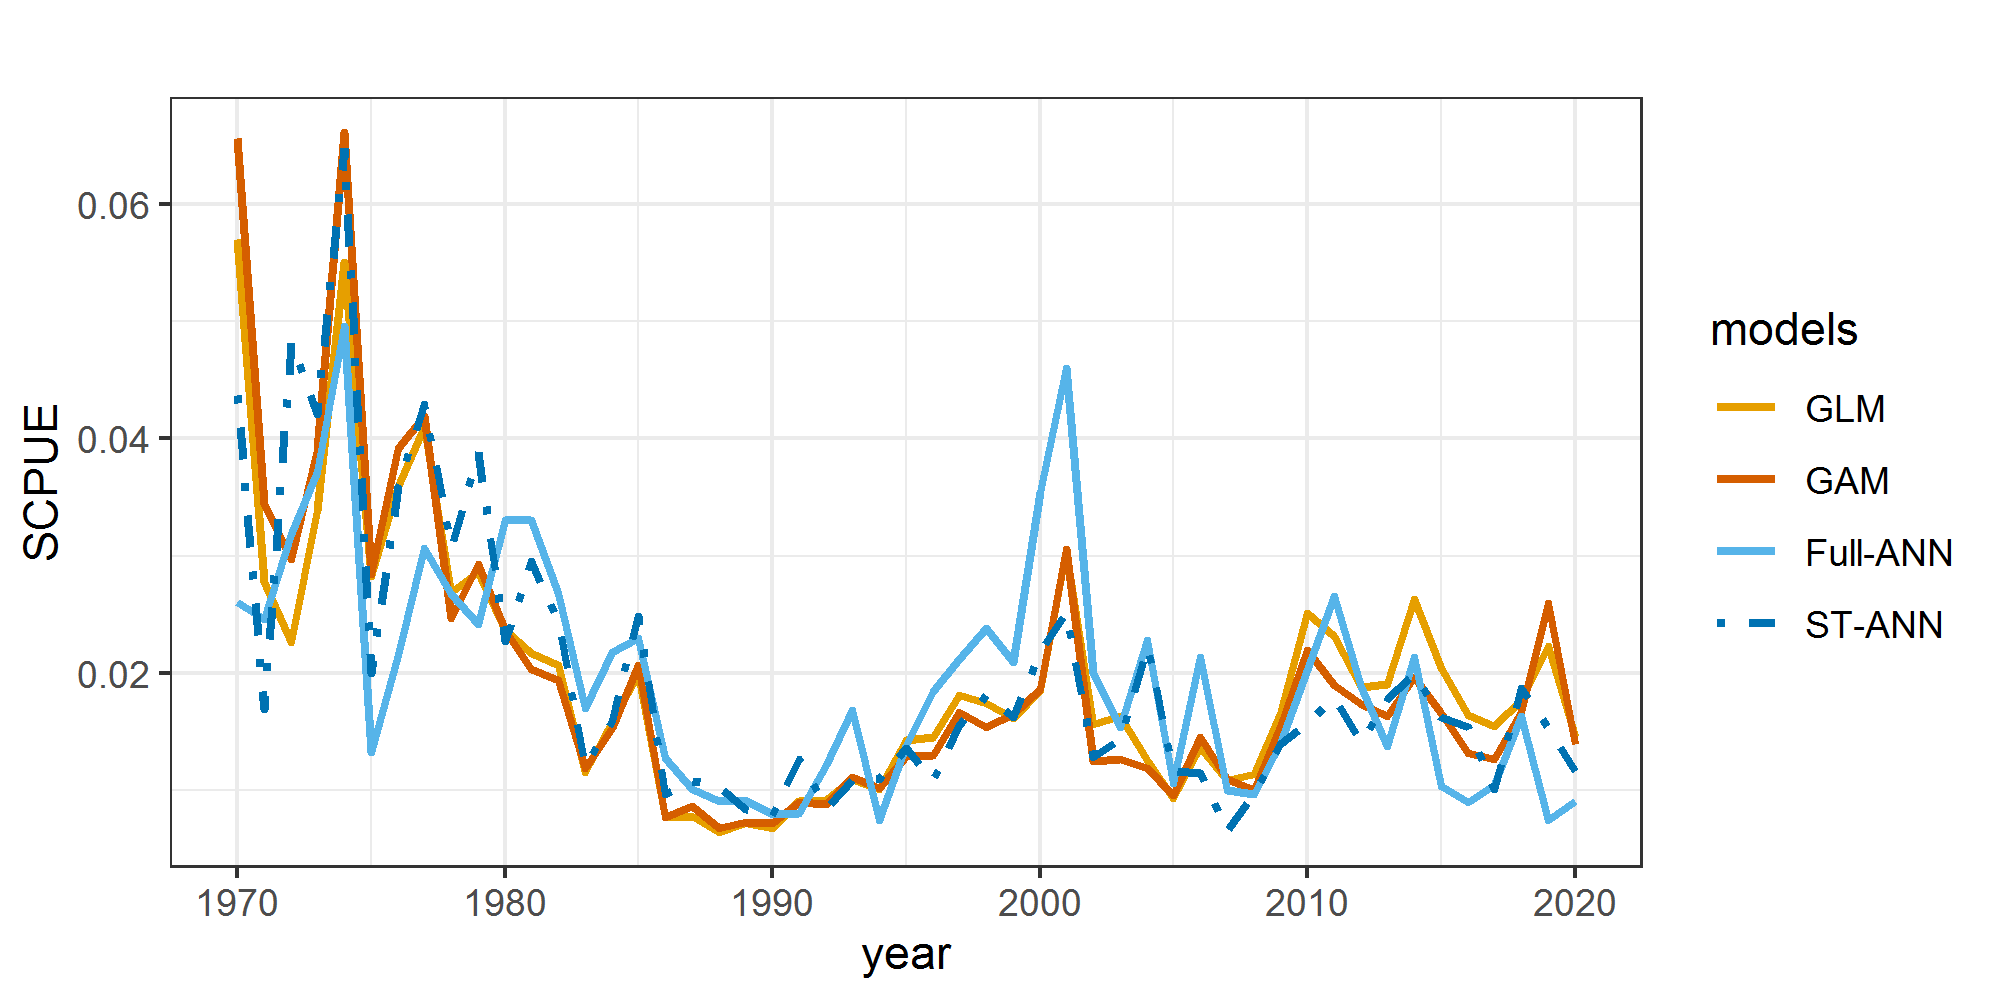 SCPUE
0.06
0.04
0.02
1970
1980
1990
2000
2010
2020
year
models
GLM
GAM
Full-ANN
ST-ANN